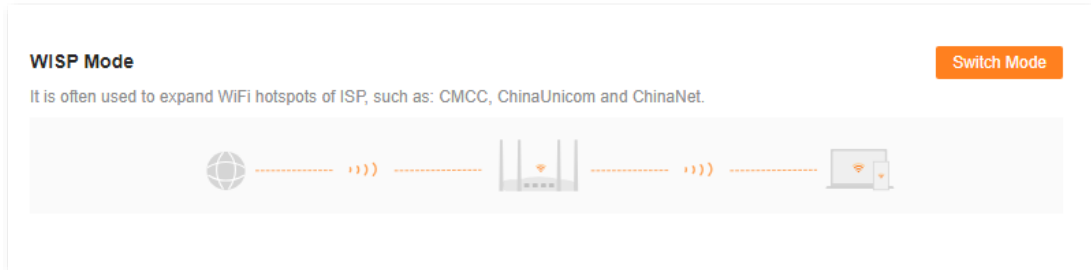 WISP Mode
Switch Mode
It is often used to expand WiFi hotspots of ISP, such as: CMCC, ChinaUnicom and ChinaNet.